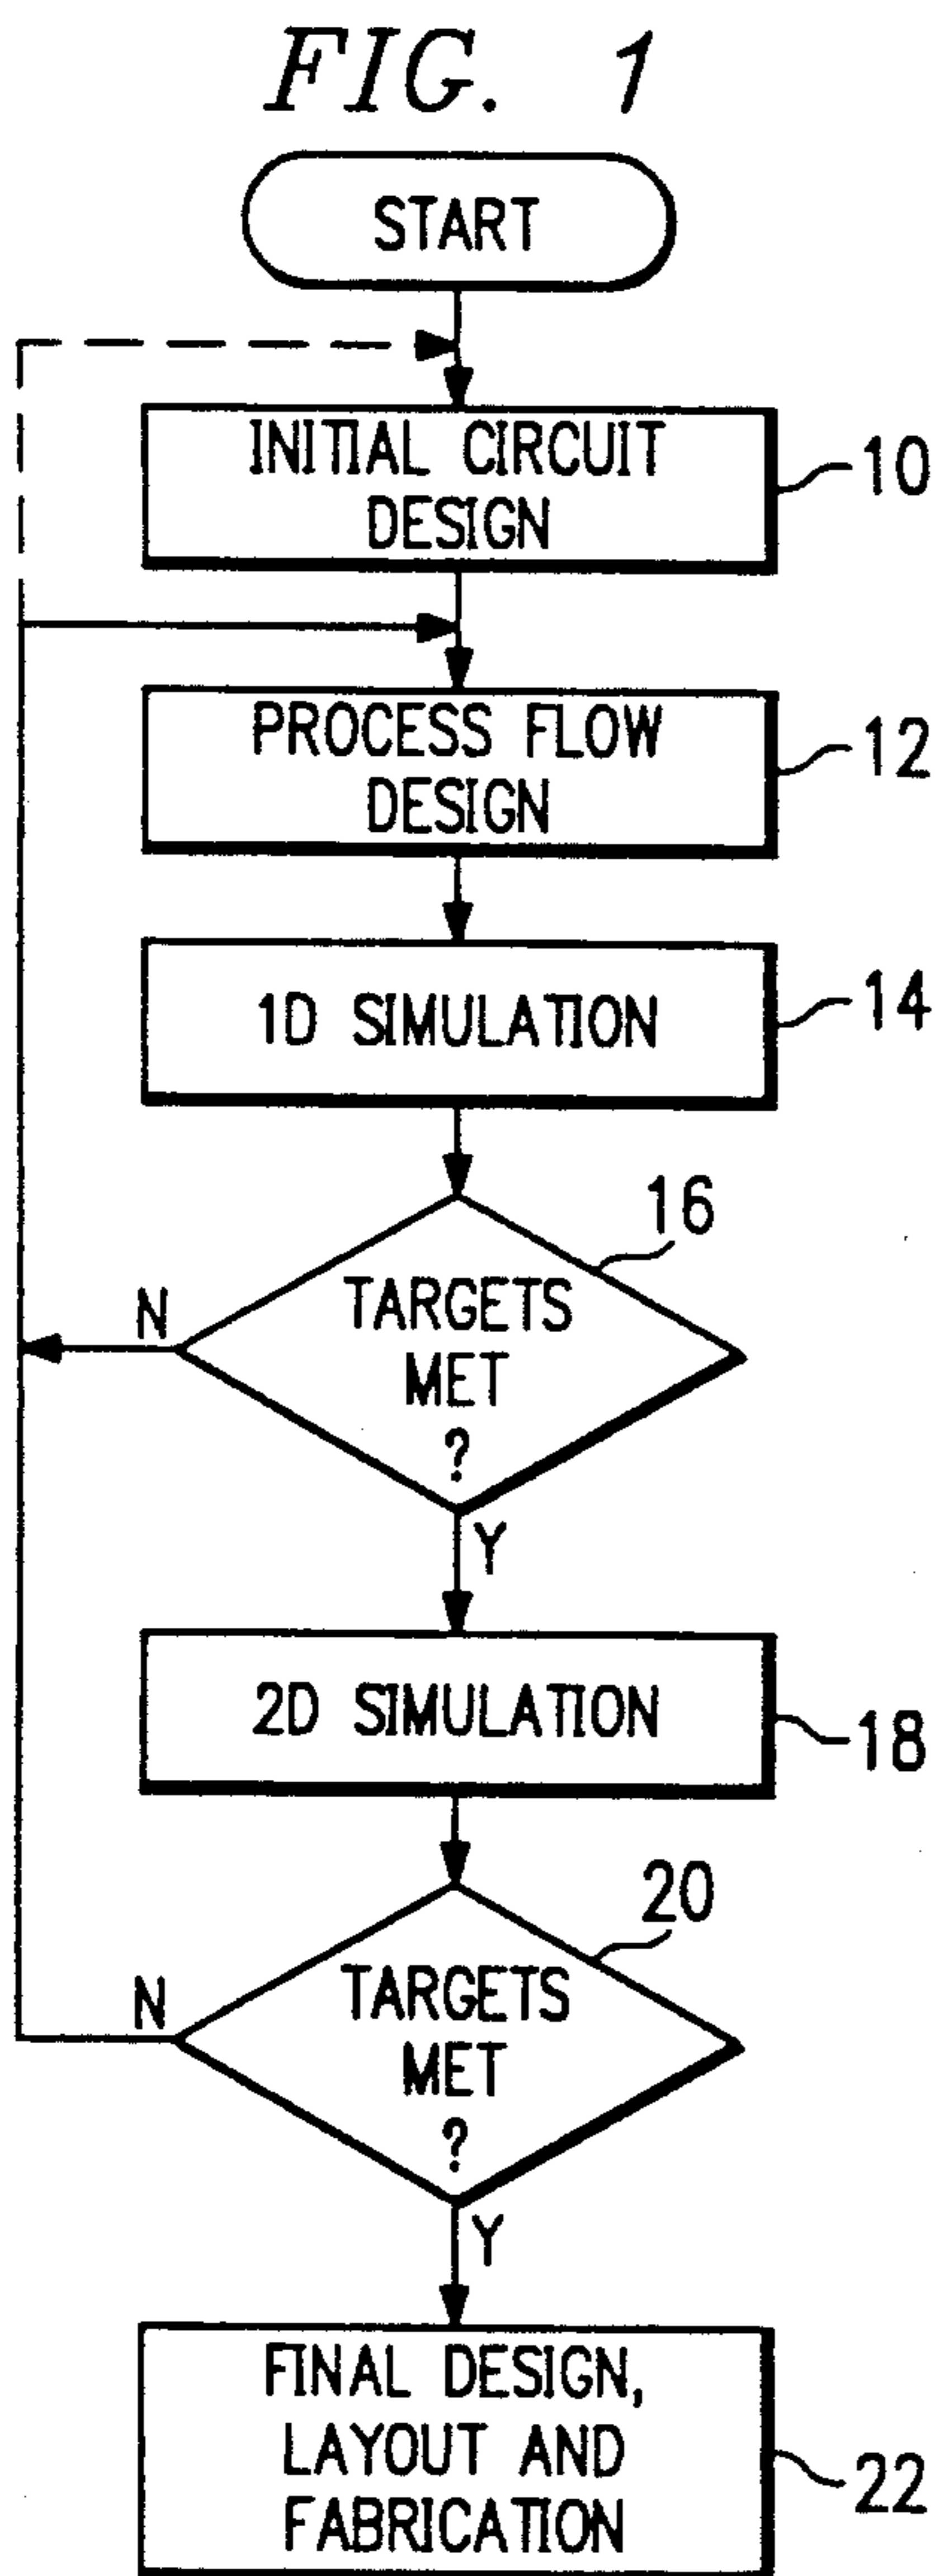 FIG. 1
START
INITIAL CIRCUIT
DESIGN
10
PROCESS FLOW
DESIGN
12
1D SIMULATION
14
16
TARGETS
MET
?
N
Y
2D SIMULATION
18
20
TARGETS
MET
?
N
Y
FINAL DESIGN,
LAYOUT AND
FABRICATION
22